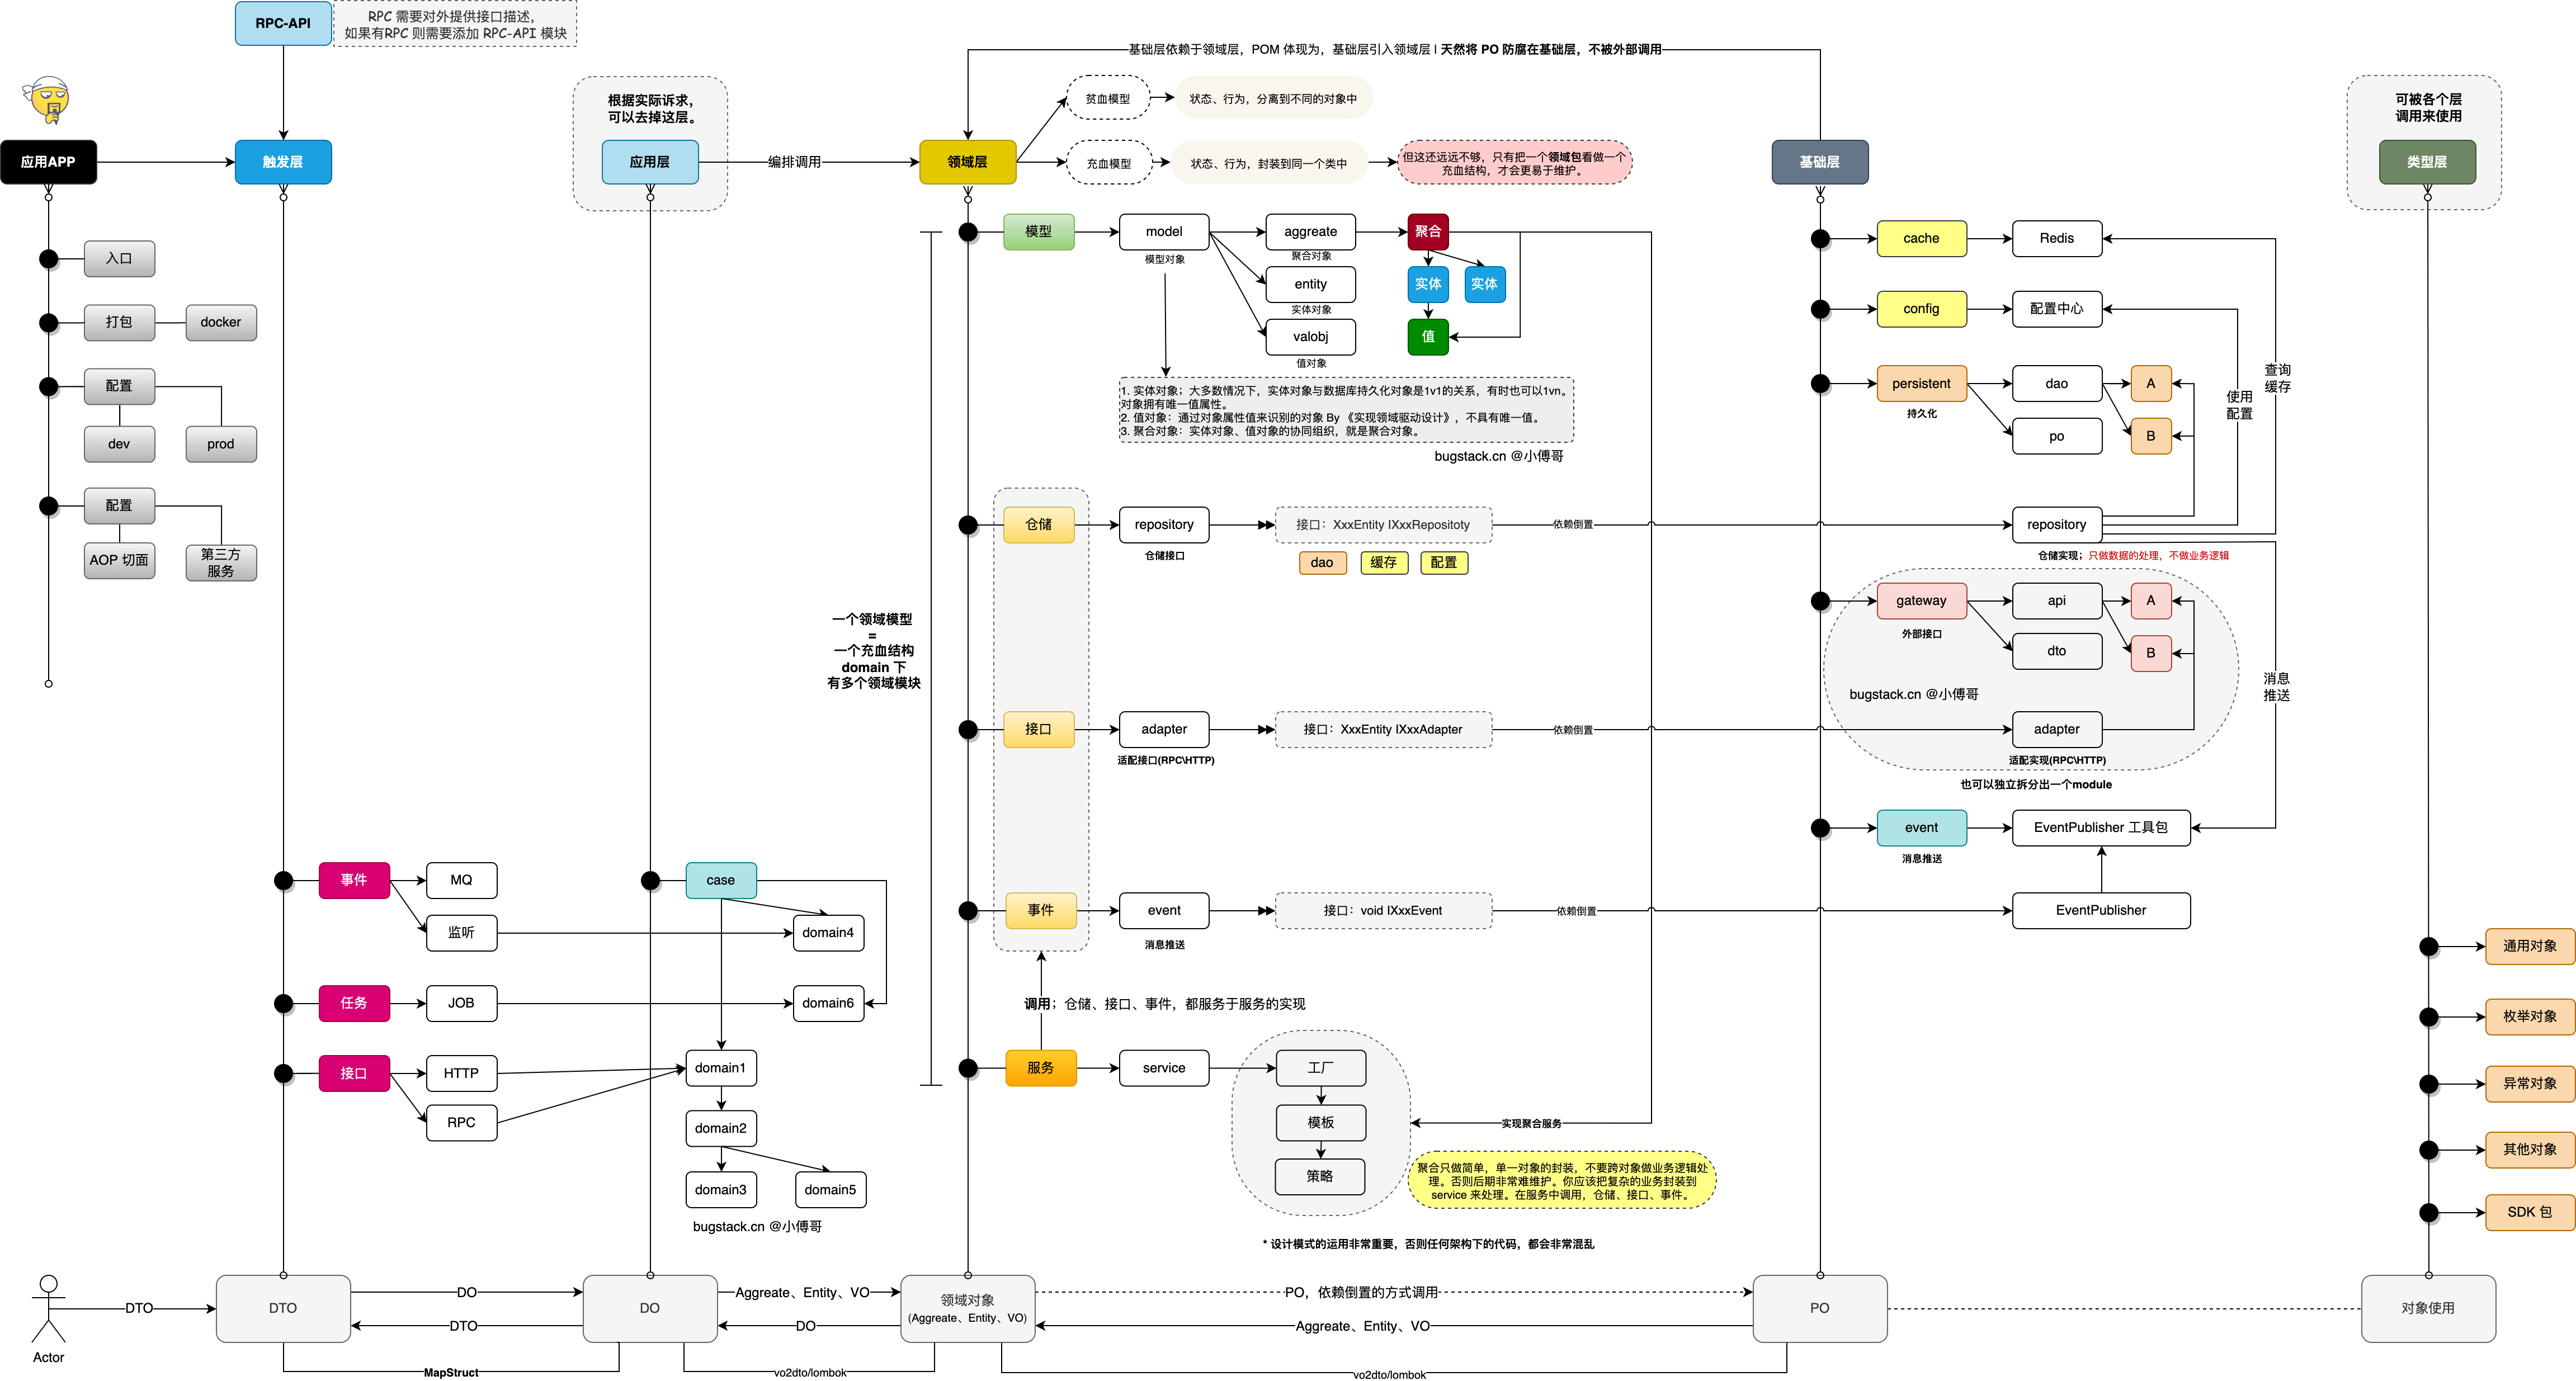 RPC-API
RPC 需要对外提供接口描述，
如果有RPC 则需要添加 RPC-API 模块
应用APP
入口
打包
docker
配置
dev
prod
配置
AOP 切面
第三方
服务
触发层
事件
MQ
监听
任务
JOB
接口
HTTP
RPC
根据实际诉求，
可以去掉这层。
应用层
编排调用
case
domain4
domain6
domain1
domain2
domain3
domain5
bugstack.cn @小傅哥
基础层依赖于领域层，POM 体现为，基础层引入领域层 | 天然将 PO 防腐在基础层，不被外部调用
领域层
贫血模型
状态、行为，分离到不同的对象中
充血模型
状态、行为，封装到同一个类中
但这还远远不够，只有把一个领域包看做一个
充血结构，才会更易于维护。
一个领域模型
=
一个充血结构
domain 下
有多个领域模块
模型
model
模型对象
aggreate
聚合对象
entity
实体对象
valobj
值对象
聚合
实体
实体
值
1. 实体对象；大多数情况下，实体对象与数据库持久化对象是1v1的关系，有时也可以1vn。
对象拥有唯一值属性。
2. 值对象：通过对象属性值来识别的对象 By 《实现领域驱动设计》，不具有唯一值。
3. 聚合对象：实体对象、值对象的协同组织，就是聚合对象。
bugstack.cn @小傅哥
仓储
repository
仓储接口
接口：XxxEntity IXxxRepositoty
dao
缓存
配置
依赖倒置
接口
adapter
适配接口(RPC\HTTP)
接口：XxxEntity IXxxAdapter
依赖倒置
事件
event
消息推送
接口：void IXxxEvent
依赖倒置
调用；仓储、接口、事件，都服务于服务的实现
服务
service
工厂
模板
策略
实现聚合服务
聚合只做简单，单一对象的封装，不要跨对象做业务逻辑处
理。否则后期非常难维护。你应该把复杂的业务封装到
service 来处理。在服务中调用，仓储、接口、事件。
* 设计模式的运用非常重要，否则任何架构下的代码，都会非常混乱
基础层
cache
Redis
config
配置中心
persistent
持久化
dao
po
A
B
查询
缓存
使用
配置
repository
仓储实现；只做数据的处理，不做业务逻辑
gateway
外部接口
api
dto
A
B
bugstack.cn @小傅哥
adapter
适配实现(RPC\HTTP)
也可以独立拆分出一个module
消息
推送
event
消息推送
EventPublisher 工具包
EventPublisher
可被各个层
调用来使用
类型层
通用对象
枚举对象
异常对象
其他对象
SDK 包
Actor
DTO
DTO
DO
DTO
MapStruct
DO
Aggreate、Entity、VO
DO
vo2dto/lombok
领域对象
(Aggreate、Entity、VO)
PO，依赖倒置的方式调用
Aggreate、Entity、VO
vo2dto/lombok
PO
对象使用